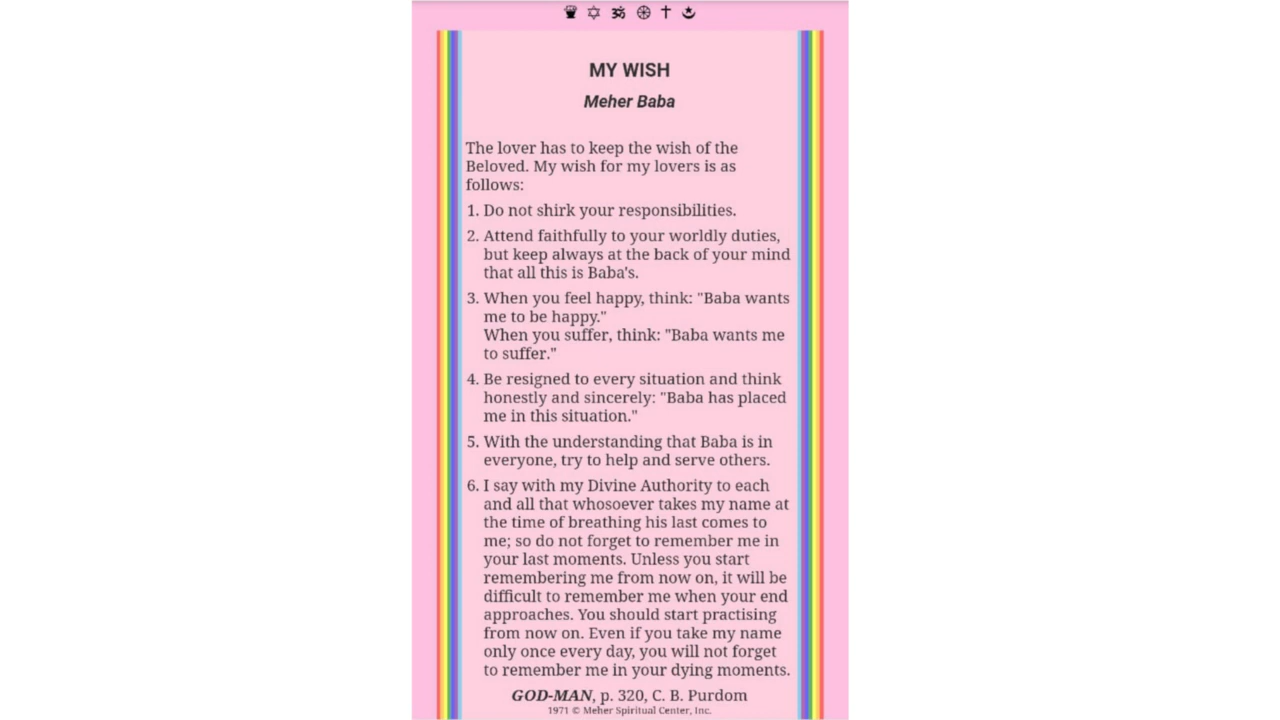 MY WISH
Meher Baba
The lover has to keep the wish of the
Beloved. My wish for my lovers is as
follows:
1. Do not shirk your responsibilities.
2. Attend faithfully to your worldly duties,
but keep always at the back of your mind
that all this is Baba's.
3. When you feel happy, think: "Baba wants
me to be happy."
When you suffer, think: "Baba wants me
to suffer."
4. Be resigned to every situation and think
honestly and sincerely: "Baba has placed
me in this situation."
5. With the understanding that Baba is in
everyone, try to help and serve others.
6. I say with my Divine Authority to each
and all that whosoever takes my name at
the time of breathing his last comes to
me; so do not forget to remember me in
your last moments. Unless you start
remembering me from now on, it will be
difficult to remember me when your end
approaches. You should start practising
from now on. Even if you take my name
only once every day, you will not forget
to remember me in your dying moments.
GOD-MAN, p. 320, C. B. Purdom
1971 © Meher Spiritual Center, Inc.